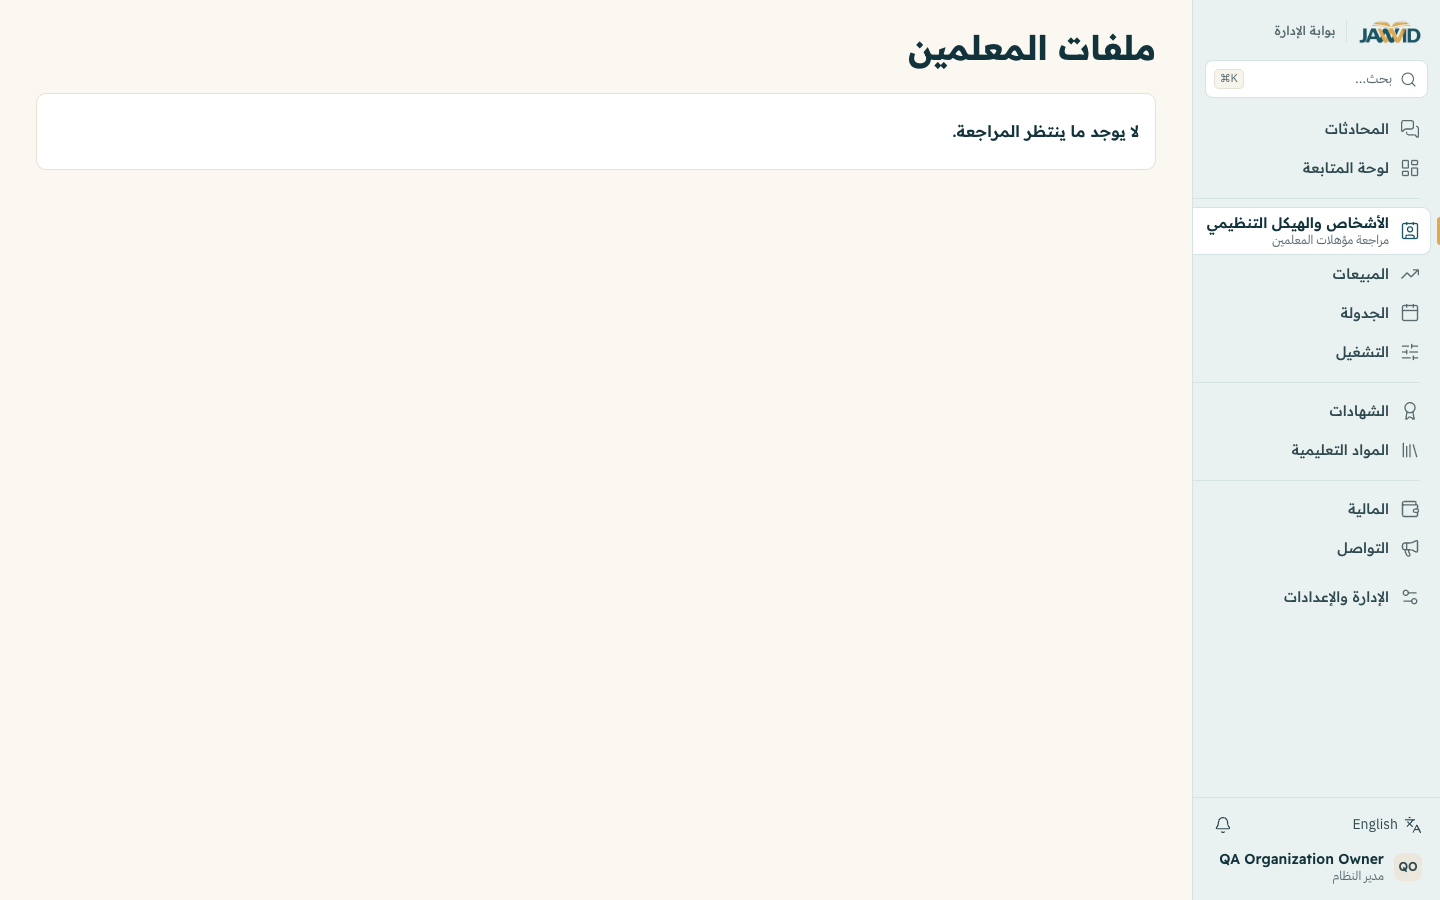 JAWWID
بوابة الإدارة
بحث...
⌘K
المحادثات
لوحة المتابعة
الأشخاص والهيكل التنظيمي
مراجعة مؤهلات المعلمين
المبيعات
الجدولة
التشغيل
الشهادات
المواد التعليمية
المالية
التواصل
الإدارة والإعدادات
English
QO
QA Organization Owner
مدير النظام
ملفات المعلمين
لا يوجد ما ينتظر المراجعة.